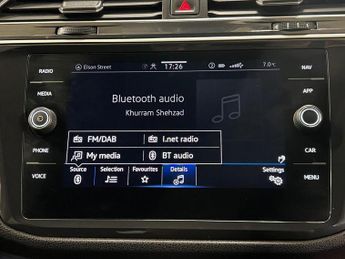 RADIO
Elson Street
17:26
7.0°C
NAV
MEDIA
APP
Bluetooth audio
Khurram Shehzad
FM/DAB
I.net radio
My media
BT audio
PHONE
CAR
VOICE
Source
Selection
Favourites
Details
Settings
MENU